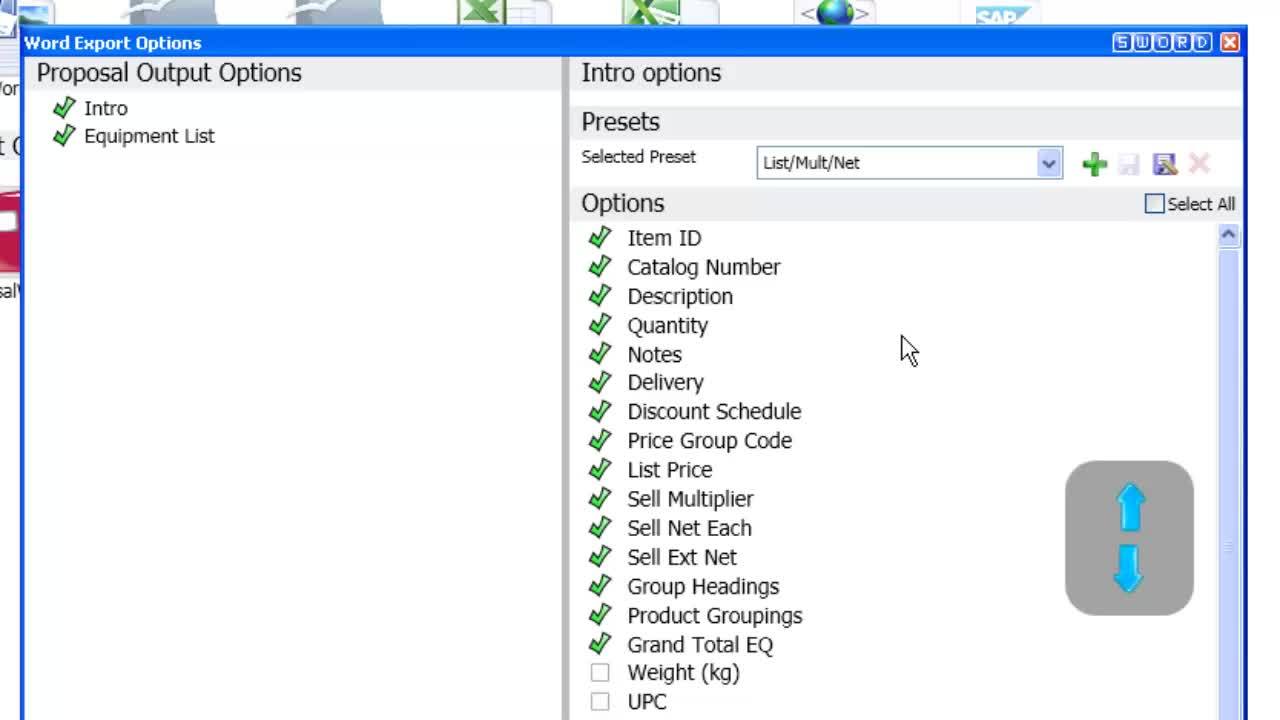 SAP
Word Export Options
SWORD
Proposal Output Options
Intro
Equipment List
Intro options
Presets
Selected Preset
List/Mult/Net
Options
Select All
Item ID
Catalog Number
Description
Quantity
Notes
Delivery
Discount Schedule
Price Group Code
List Price
Sell Multiplier
Sell Net Each
Sell Ext Net
Group Headings
Product Groupings
Grand Total EQ
Weight (kg)
UPC